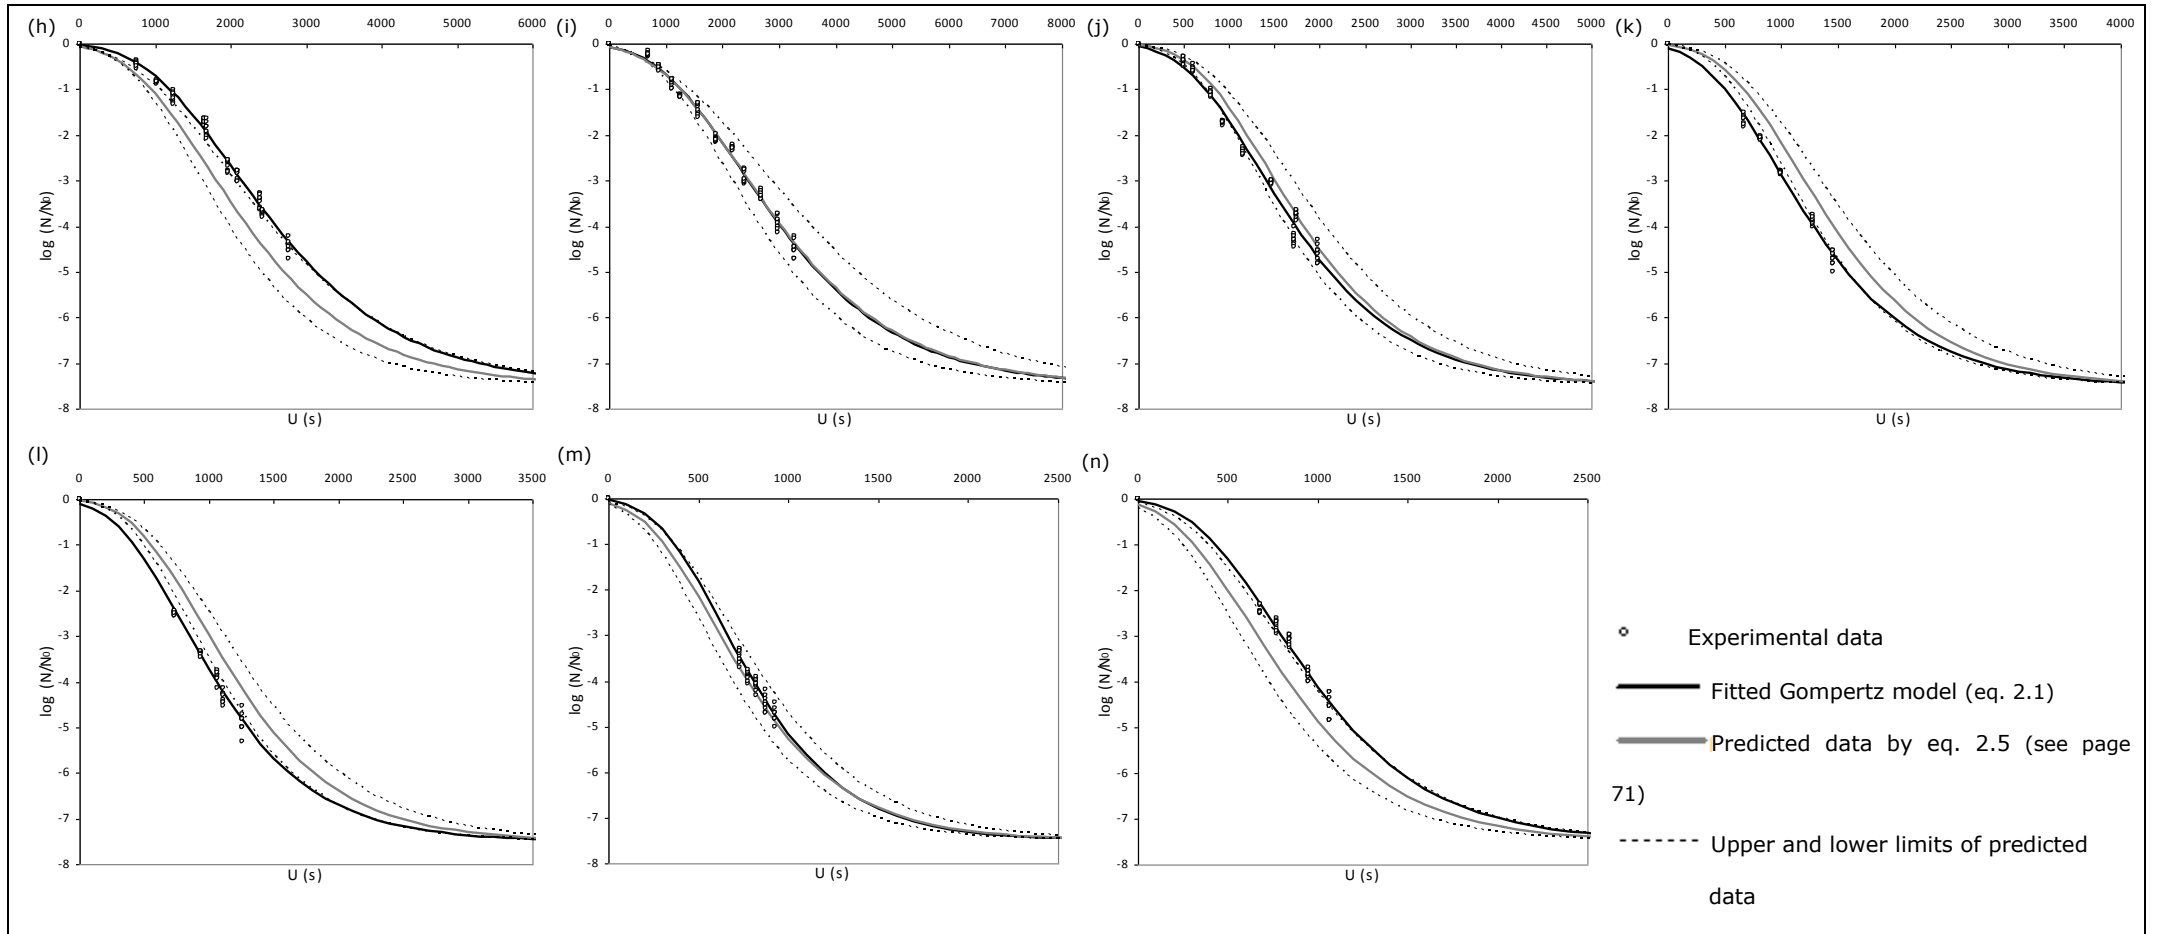 (h)
0 1000 2000 3000 4000 5000 6000
0
-1
-2
-3
-4
-5
-6
-7
-8
log (N/N0)
U (s)
(i)
0 1000 2000 3000 4000 5000 6000 7000 8000
0
-1
-2
-3
-4
-5
-6
-7
-8
log (N/N0)
U (s)
(j)
0 500 1000 1500 2000 2500 3000 3500 4000 4500 5000
0
-1
-2
-3
-4
-5
-6
-7
-8
log (N/N0)
U (s)
(k)
0 500 1000 1500 2000 2500 3000 3500 4000
0
-1
-2
-3
-4
-5
-6
-7
-8
log (N/N0)
U (s)
(l)
0 500 1000 1500 2000 2500 3000 3500
0
-1
-2
-3
-4
-5
-6
-7
-8
log (N/N0)
U (s)
(m)
0 500 1000 1500 2000 2500
0
-1
-2
-3
-4
-5
-6
-7
-8
log (N/N0)
U (s)
(n)
0 500 1000 1500 2000 2500
0
-1
-2
-3
-4
-5
-6
-7
-8
log (N/N0)
U (s)
Experimental data
Fitted Gompertz model (eq. 2.1)
Predicted data by eq. 2.5 (see page
71)
Upper and lower limits of predicted
data